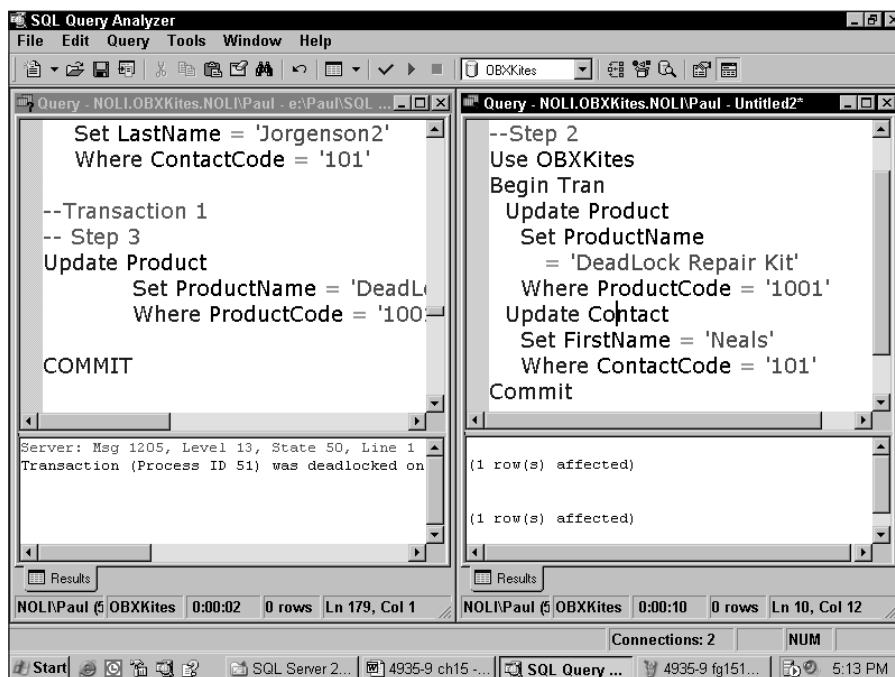 SQL Query Analyzer
File Edit Query Tools Window Help
OBXKites
Query - NOLI.OBXKites.NOLI\Paul - e:\Paul\SQL ...
Set LastName = 'Jorgenson2'
Where ContactCode = '101'
--Transaction 1
-- Step 3
Update Product
Set ProductName = 'DeadL
Where ProductCode = '100
COMMIT
Server: Msg 1205, Level 13, State 50, Line 1
Transaction (Process ID 51) was deadlocked on
Results
NOLI\Paul (5 OBXKites 0:00:02 0 rows Ln 179, Col 1
Query - NOLI.OBXKites.NOLI\Paul - Untitled2*
--Step 2
Use OBXKites
Begin Tran
Update Product
Set ProductName
= 'DeadLock Repair Kit'
Where ProductCode = '1001'
Update Contact
Set FirstName = 'Neals'
Where ContactCode = '101'
Commit
(1 row(s) affected)
(1 row(s) affected)
Results
NOLI\Paul (5 OBXKites 0:00:10 0 rows Ln 10, Col 12
Connections: 2 NUM
Start SQL Server 2... 4935-9 ch15 -... SQL Query ... 4935-9 fg151... 5:13 PM